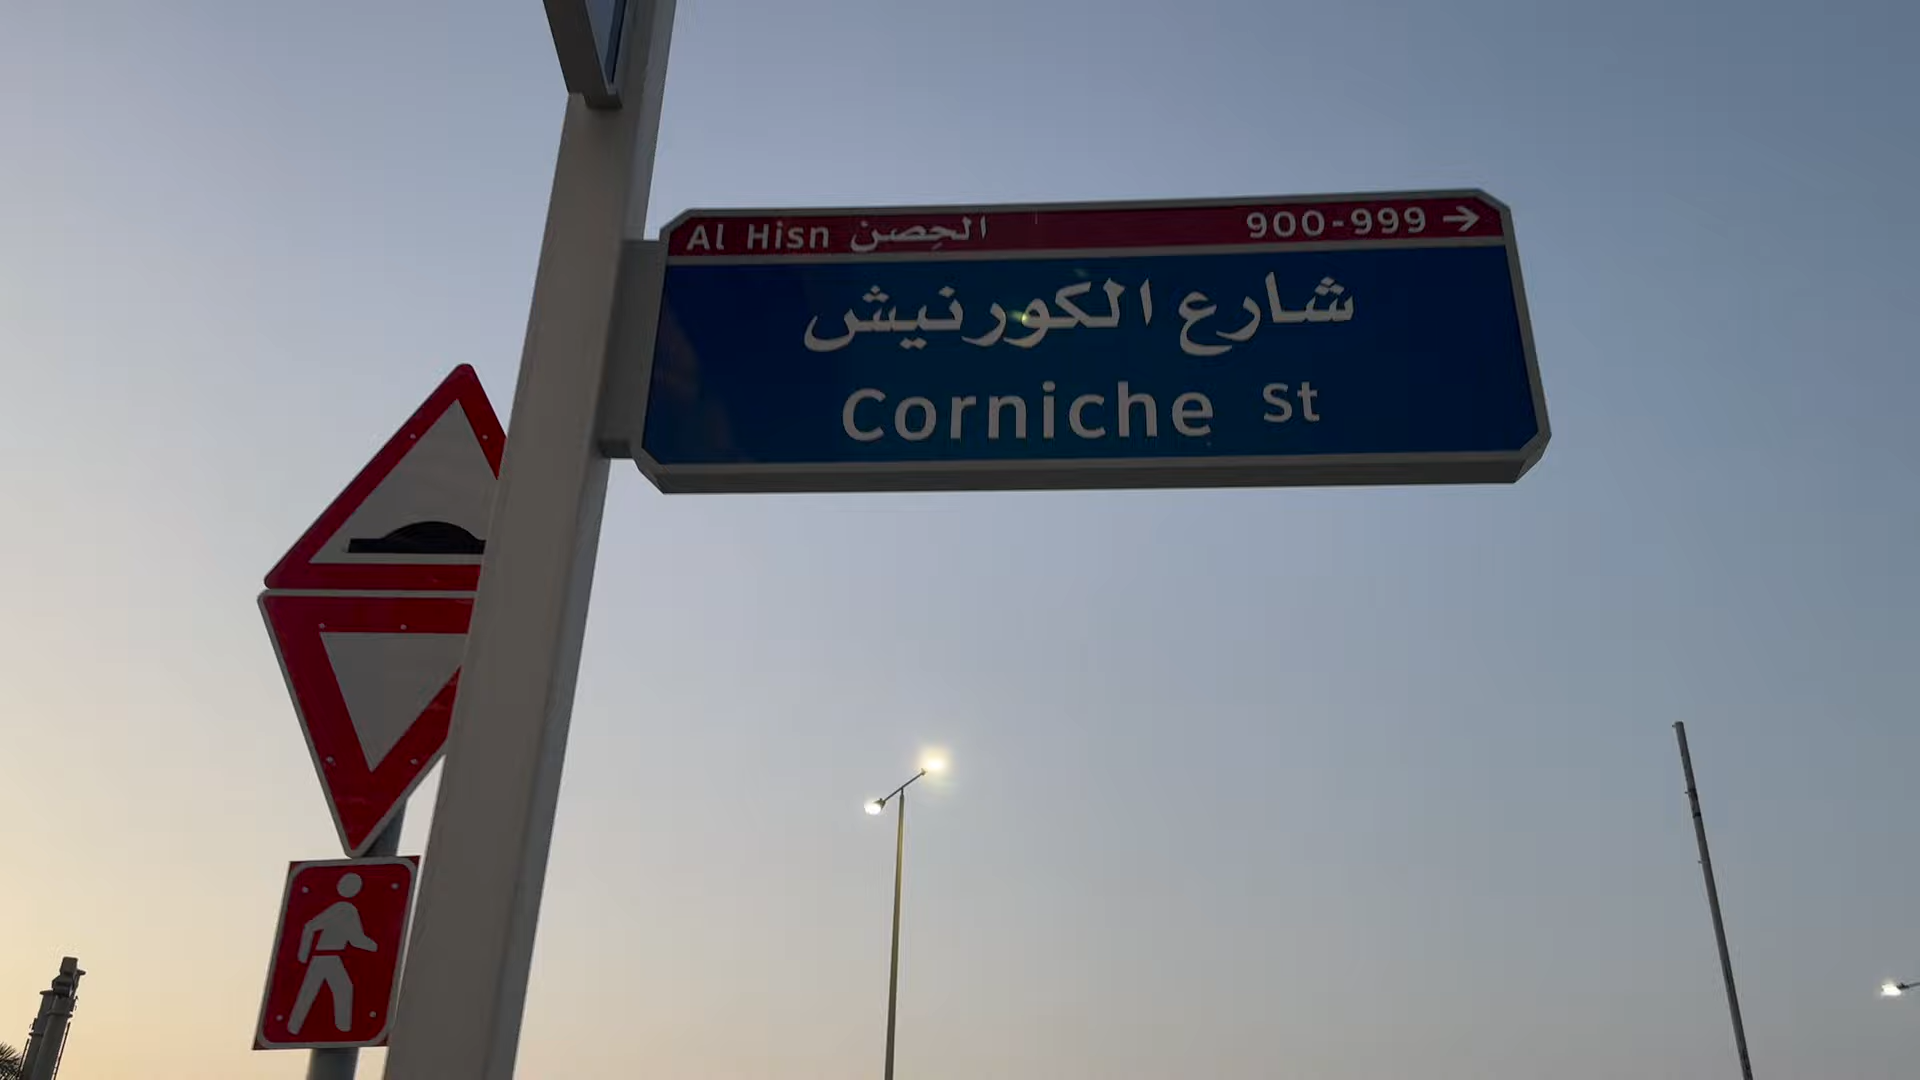 Al Hisn الحِصن 900-999 →
شارع الكورنيش
Corniche St